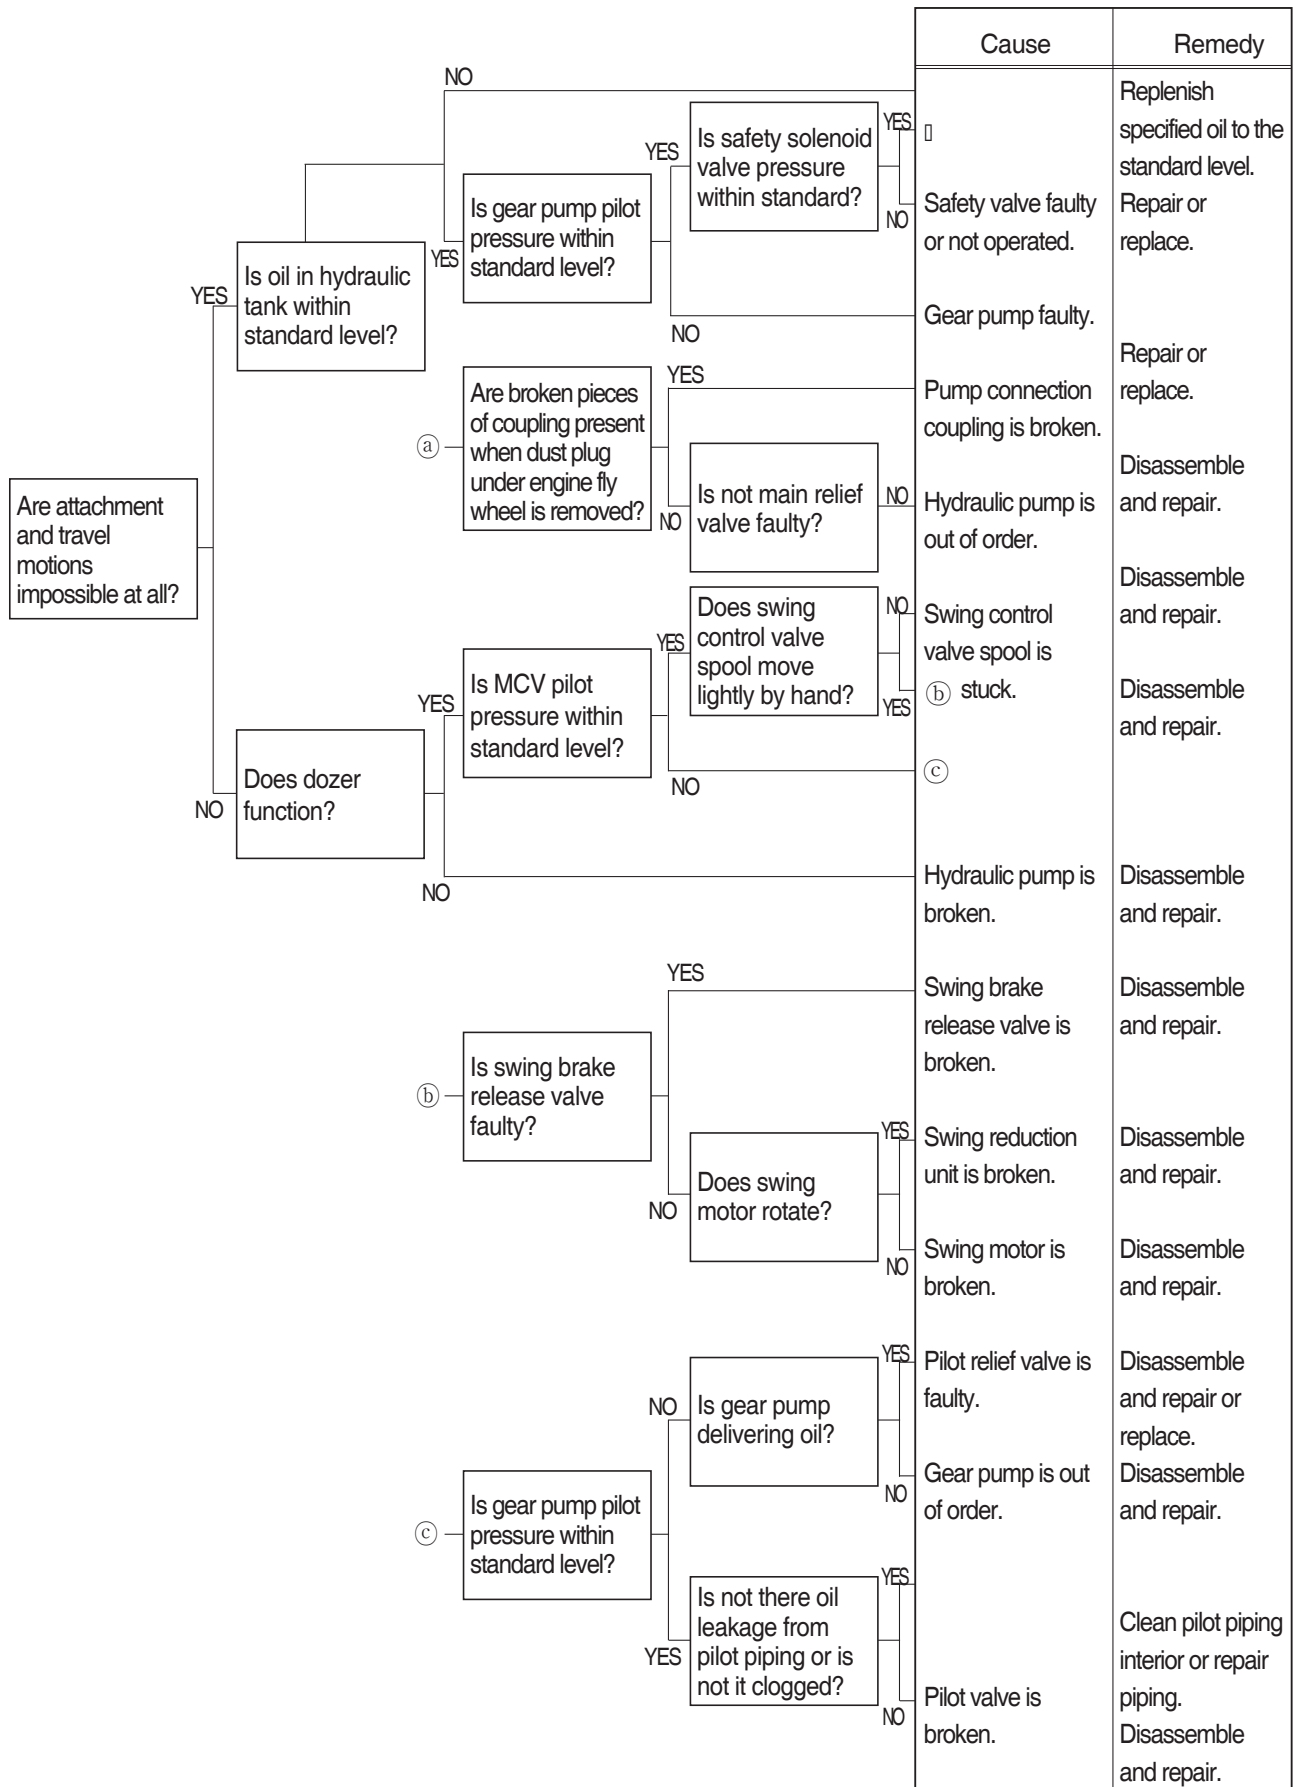 Cause
Remedy
NO
Replenish
specified oil to the
standard level.
YES
Is oil in hydraulic
tank within
standard level?
YES
Is gear pump pilot
pressure within
standard level?
YES
Is safety solenoid
valve pressure
within standard?
YES
NO
Safety valve faulty
or not operated.
Repair or
replace.
NO
Gear pump faulty.
Repair or
replace.
ⓐ
Are broken pieces
of coupling present
when dust plug
under engine fly
wheel is removed?
YES
Pump connection
coupling is broken.
Disassemble
and repair.
NO
Is not main relief
valve faulty?
NO
Hydraulic pump is
out of order.
Disassemble
and repair.
Are attachment
and travel
motions
impossible at all?
NO
Does dozer
function?
YES
Is MCV pilot
pressure within
standard level?
YES
Does swing
control valve
spool move
lightly by hand?
NO
Swing control
valve spool is
ⓑ stuck.
Disassemble
and repair.
YES
NO
ⓒ
NO
Hydraulic pump is
broken.
Disassemble
and repair.
ⓑ
Is swing brake
release valve
faulty?
YES
Swing brake
release valve is
broken.
Disassemble
and repair.
NO
Does swing
motor rotate?
YES
Swing reduction
unit is broken.
Disassemble
and repair.
NO
Swing motor is
broken.
Disassemble
and repair.
ⓒ
Is gear pump pilot
pressure within
standard level?
NO
Is gear pump
delivering oil?
YES
Pilot relief valve is
faulty.
Disassemble
and repair or
replace.
NO
Gear pump is out
of order.
Disassemble
and repair.
YES
Is not there oil
leakage from
pilot piping or is
not it clogged?
YES
Clean pilot piping
interior or repair
piping.
NO
Pilot valve is
broken.
Disassemble
and repair.